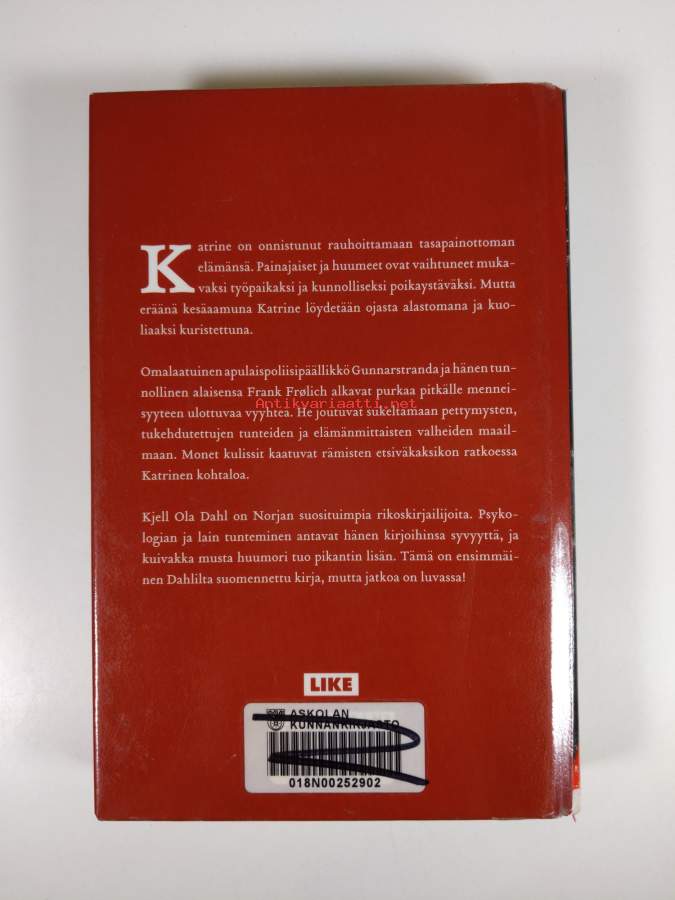 Katrine on onnistunut rauhoittamaan tasapainottoman
elämänsä. Painajaiset ja huumeet ovat vaihtuneet muka-
vaksi työpaikaksi ja kunnolliseksi poikaystäväksi. Mutta
eräänä kesäaamuna Katrine löydetään ojasta alastomana ja kuo-
liaaksi kuristettuna.
Omalaatuinen apulaispoliisipäällikkö Gunnarstranda ja hänen tun-
nollinen alaisensa Frank Frølich alkavat purkaa pitkälle mennei-
syyteen ulottuvaa vyyhteä. He joutuvat sukeltamaan pettymysten,
Antikvariaatti.net
tukehdutettujen tunteiden ja elämänmittaisten valheiden maail-
maan. Monet kulissit kaatuvat rämisten etsiväkaksikon ratkoessa
Katrinen kohtaloa.
Kjell Ola Dahl on Norjan suosituimpia rikoskirjailijoita. Psyko-
logian ja lain tunteminen antavat hänen kirjoihinsa syvyyttä, ja
kuivakka musta huumori tuo pikantin lisän. Tämä on ensimmäi-
nen Dahlilta suomennettu kirja, mutta jatkoa on luvassa!
LIKE
ASKOLAN
KUNNANKIRJASTO
018N00252902